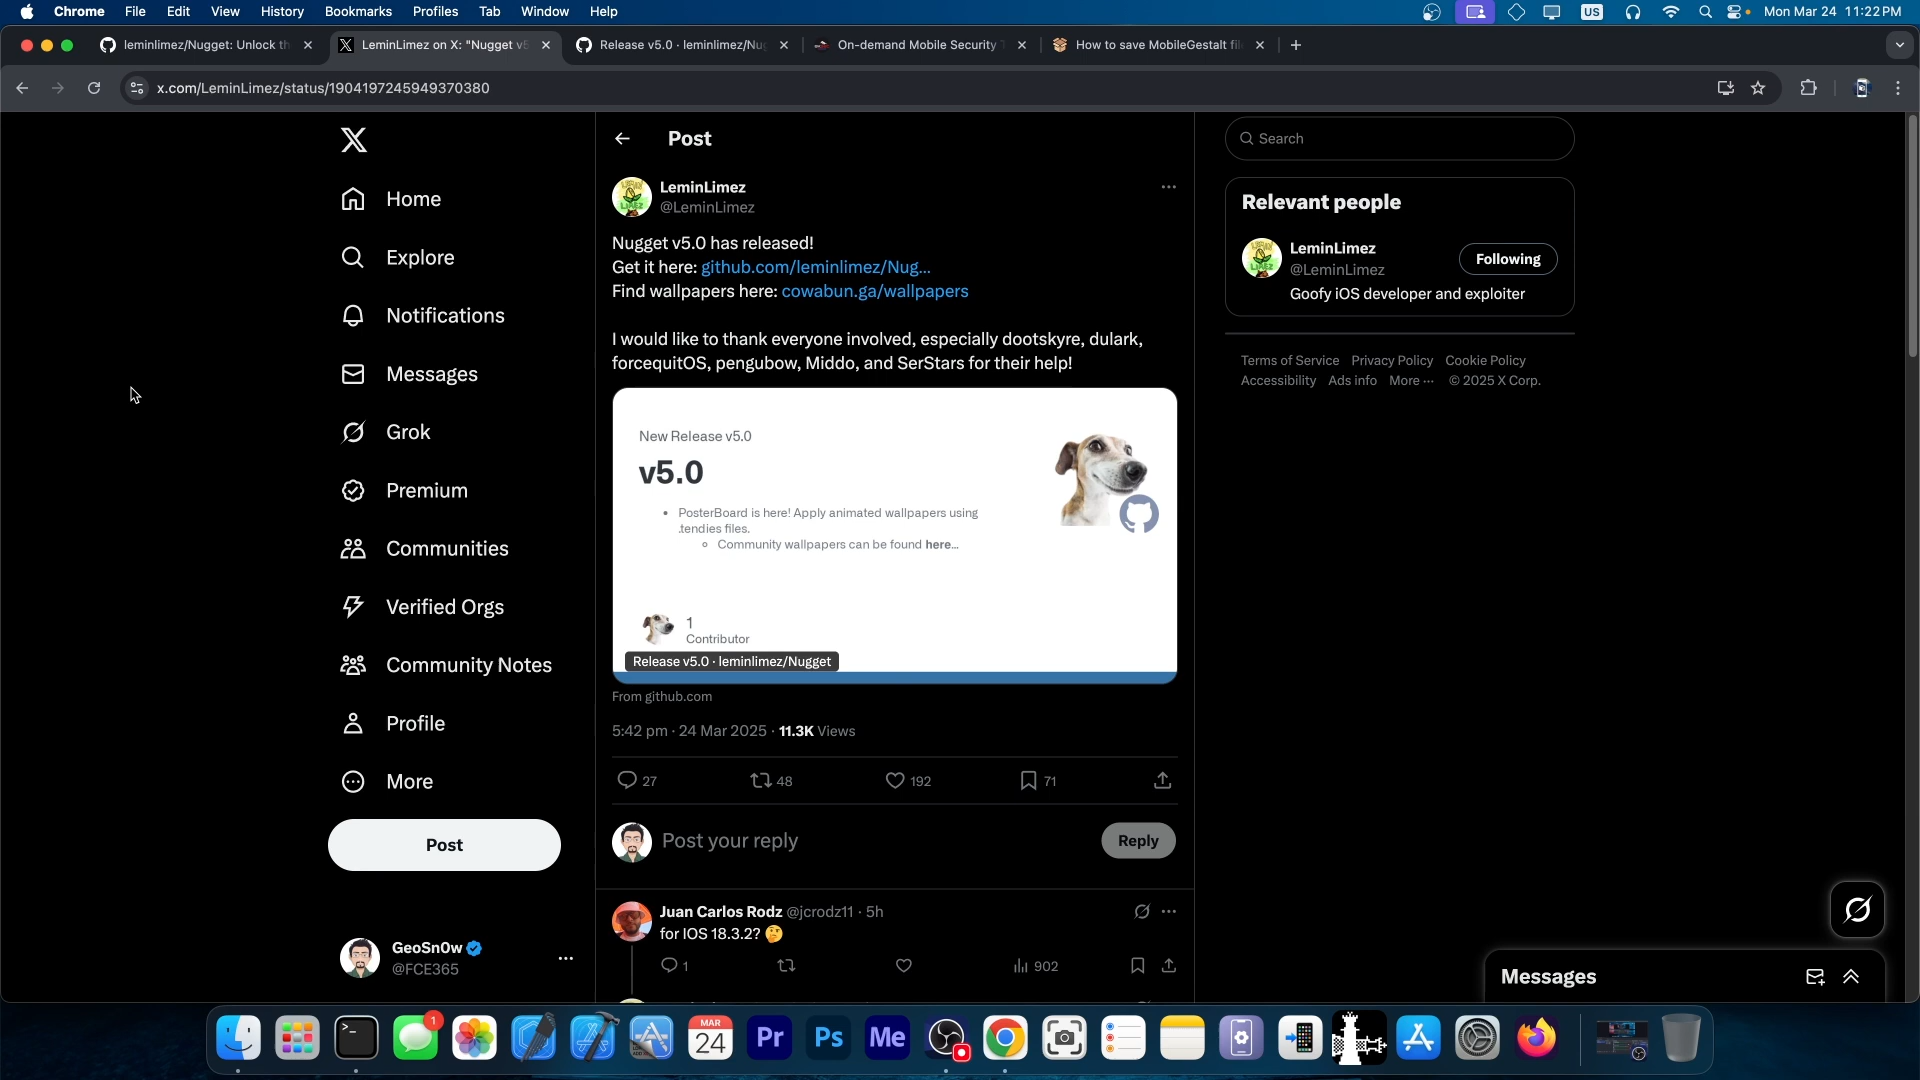 Chrome File Edit View History Bookmarks Profiles Tab Window Help US Mon Mar 24 11:22 PM
leminlimez/Nugget: Unlock th
LeminLimez on X: "Nugget v5
Release v5.0 · leminlimez/Nug
On-demand Mobile Security T
How to save MobileGestalt fil
x.com/LeminLimez/status/1904197245949370380
Home
Explore
Notifications
Messages
Grok
Premium
Communities
Verified Orgs
Community Notes
Profile
More
Post
GeoSn0w
@FCE365
Post
LeminLimez
@LeminLimez
Nugget v5.0 has released!
Get it here: github.com/leminlimez/Nug...
Find wallpapers here: cowabun.ga/wallpapers
I would like to thank everyone involved, especially dootskyre, dulark,
forcequitOS, pengubow, Middo, and SerStars for their help!
New Release v5.0
v5.0
PosterBoard is here! Apply animated wallpapers using
.tendies files.
Community wallpapers can be found here...
1
Contributor
Release v5.0 · leminlimez/Nugget
From github.com
5:42 pm · 24 Mar 2025 · 11.3K Views
27 48 192 71
Post your reply
Reply
Juan Carlos Rodz @jcrodz11 · 5h
for IOS 18.3.2? 🤔
1 902
Search
Relevant people
LeminLimez
@LeminLimez
Following
Goofy iOS developer and exploiter
Terms of Service Privacy Policy Cookie Policy
Accessibility Ads info More ··· © 2025 X Corp.
Messages
1
MAR
24
Pr
Ps
Me